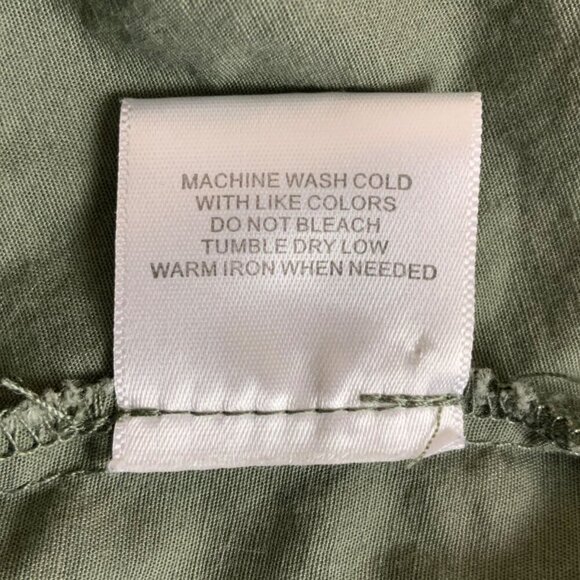 MACHINE WASH COLD
WITH LIKE COLORS
DO NOT BLEACH
TUMBLE DRY LOW
WARM IRON WHEN NEEDED